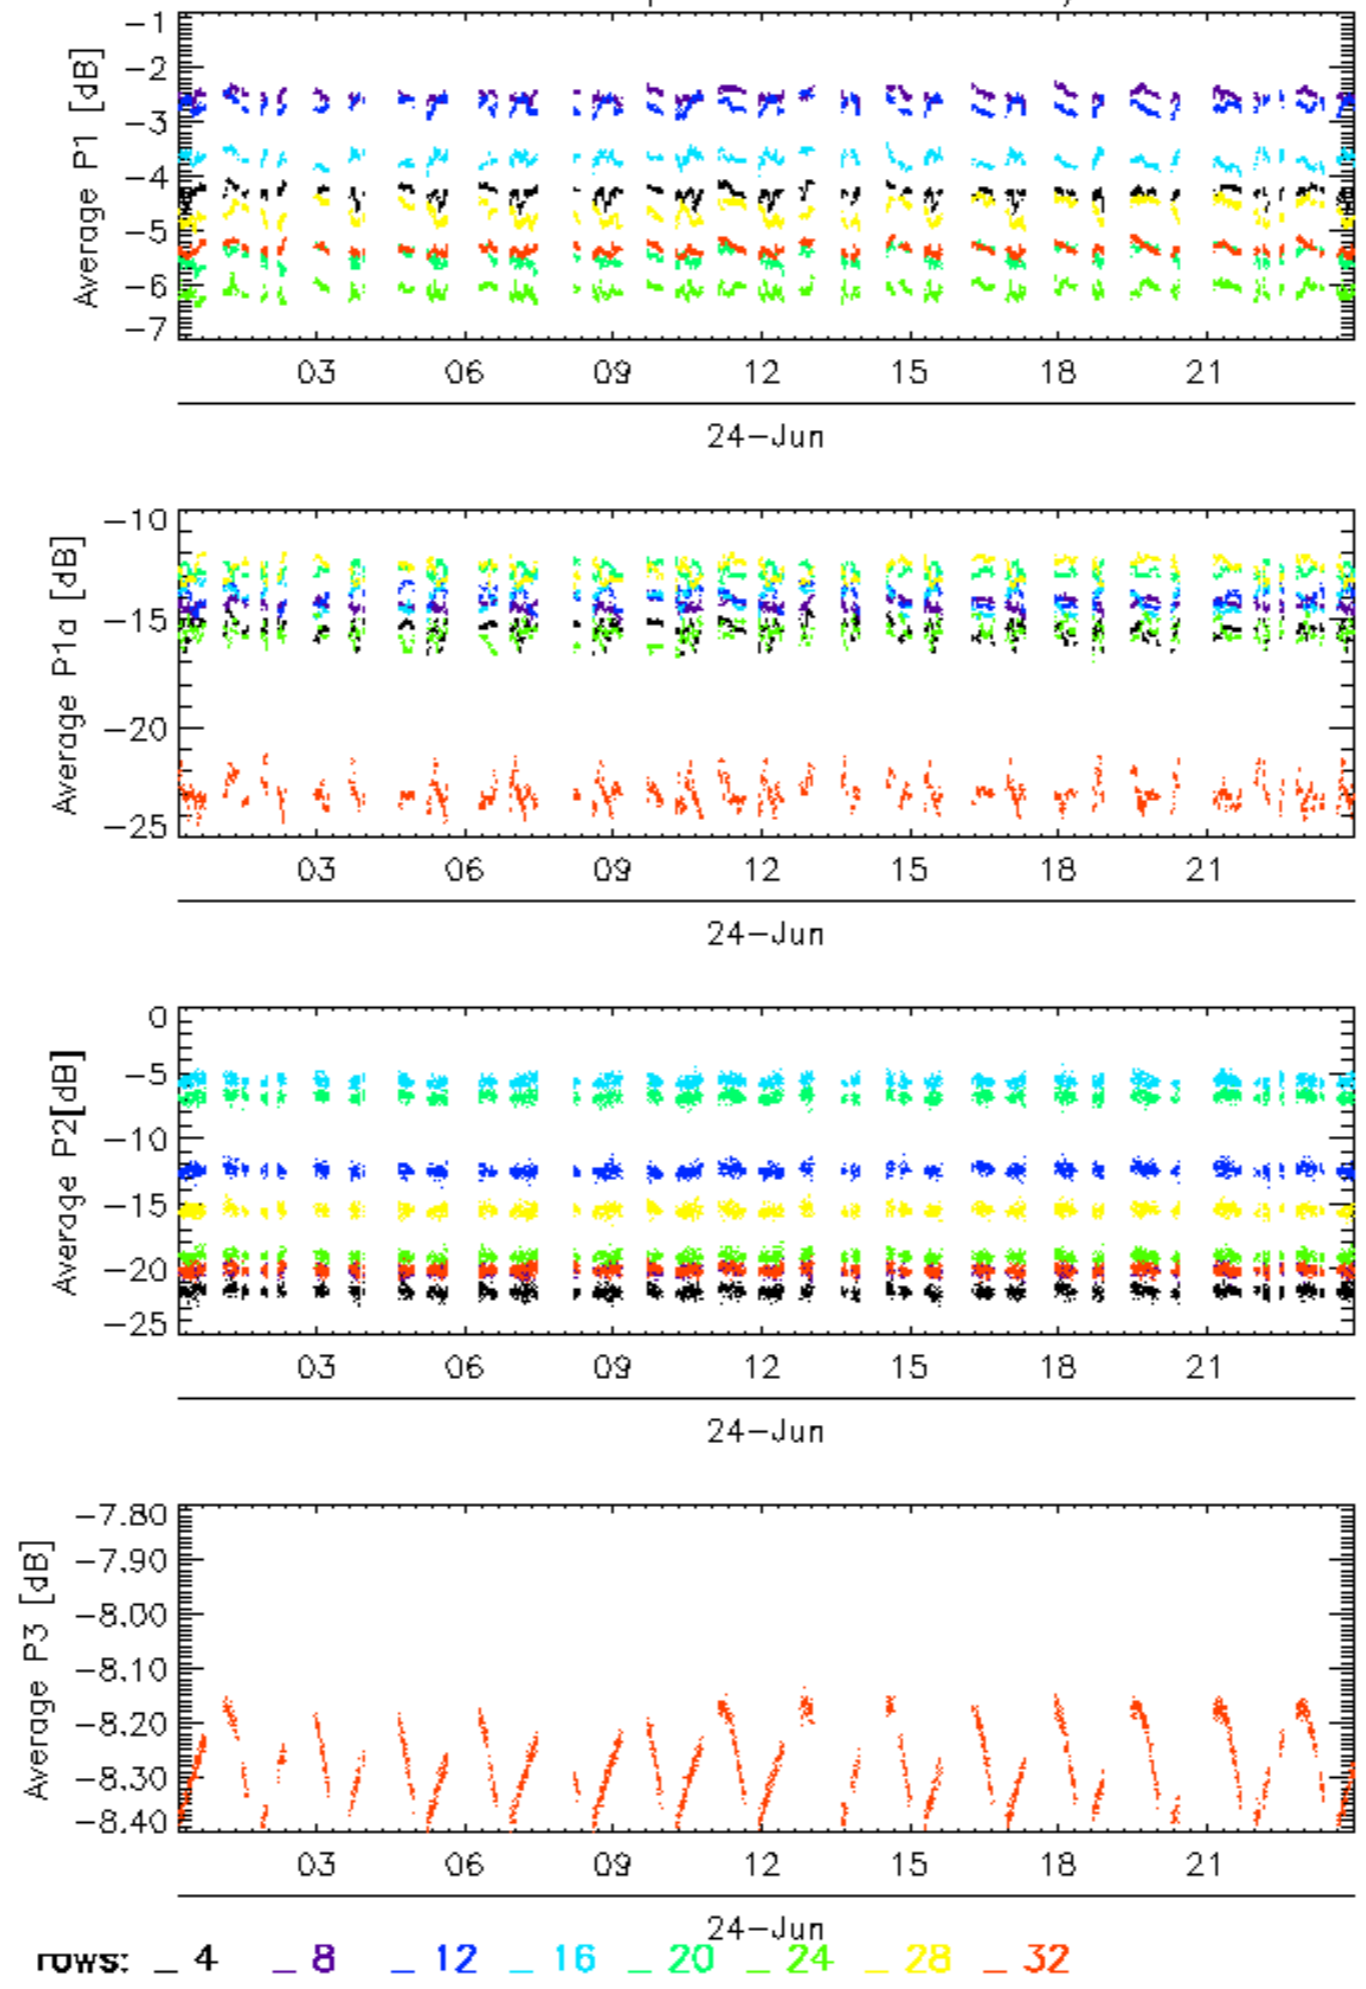 Average P1 [dB]
-1
-2
-3
-4
-5
-6
-7
03 06 09 12 15 18 21
24-Jun
Average P1a [dB]
-10
-15
-20
-25
03 06 09 12 15 18 21
24-Jun
Average P2[dB]
0
-5
-10
-15
-20
-25
03 06 09 12 15 18 21
24-Jun
Average P3 [dB]
-7.80
-7.90
-8.00
-8.10
-8.20
-8.30
-8.40
03 06 09 12 15 18 21
24-Jun
rows: _ 4 _ 8 _ 12 _ 16 _ 20 _ 24 _ 28 _ 32